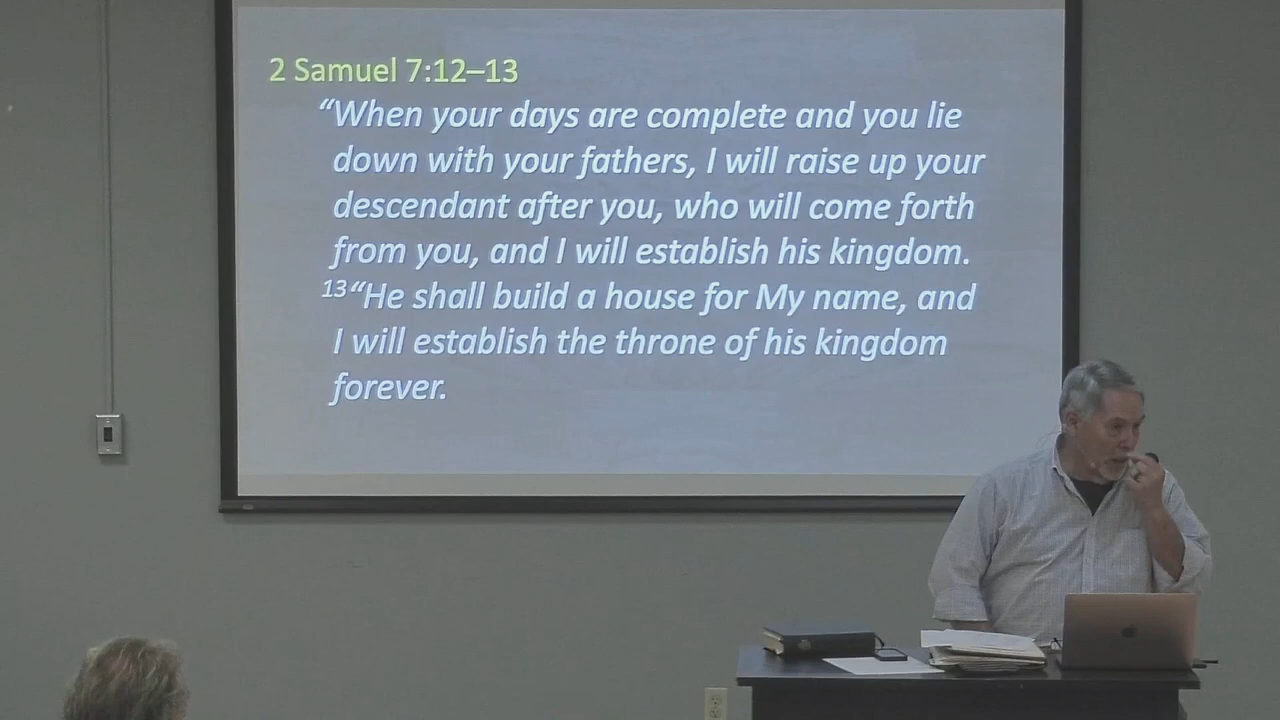 2 Samuel 7:12–13
“When your days are complete and you lie
down with your fathers, I will raise up your
descendant after you, who will come forth
from you, and I will establish his kingdom.
13“He shall build a house for My name, and
I will establish the throne of his kingdom
forever.